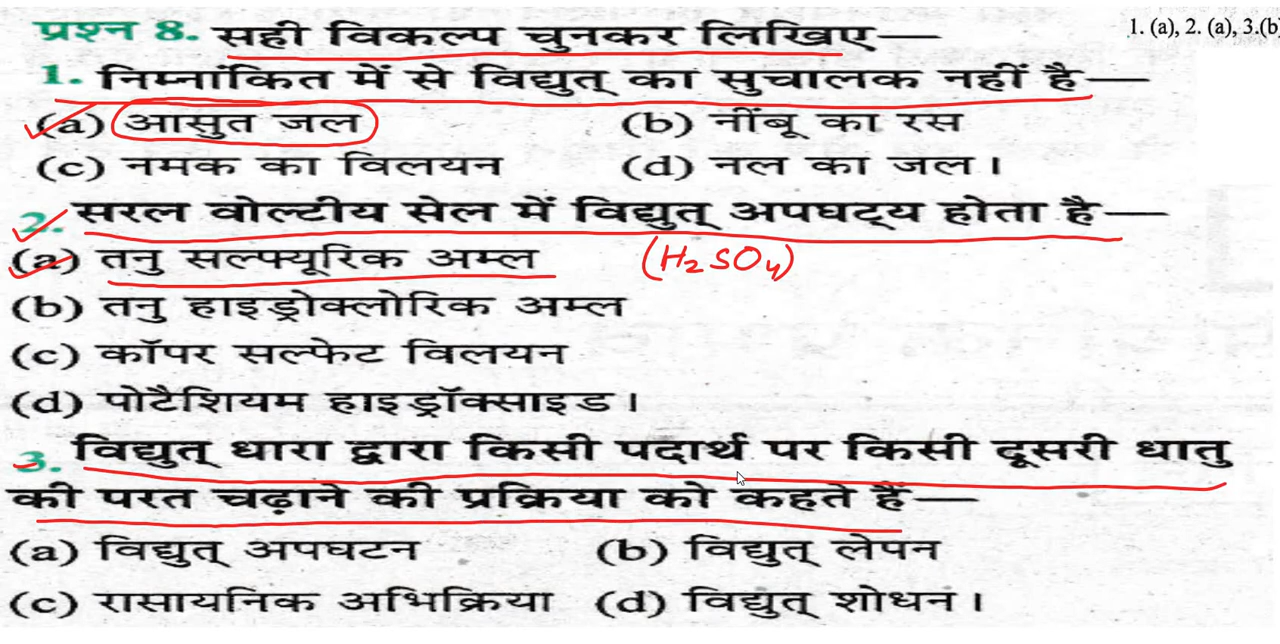 प्रश्न 8. सही विकल्प चुनकर लिखिए—
1. (a), 2. (a), 3.(b)
1. निम्नांकित में से विद्युत् का सुचालक नहीं है—
(a) आसुत जल (b) नींबू का रस
(c) नमक का विलयन (d) नल का जल।
2. सरल वोल्टीय सेल में विद्युत् अपघट्य होता है—
(a) तनु सल्फ्यूरिक अम्ल (H₂SO₄)
(b) तनु हाइड्रोक्लोरिक अम्ल
(c) कॉपर सल्फेट विलयन
(d) पोटैशियम हाइड्रॉक्साइड।
3. विद्युत् धारा द्वारा किसी पदार्थ पर किसी दूसरी धातु
की परत चढ़ाने की प्रक्रिया को कहते हैं—
(a) विद्युत् अपघटन (b) विद्युत् लेपन
(c) रासायनिक अभिक्रिया (d) विद्युत् शोधन।